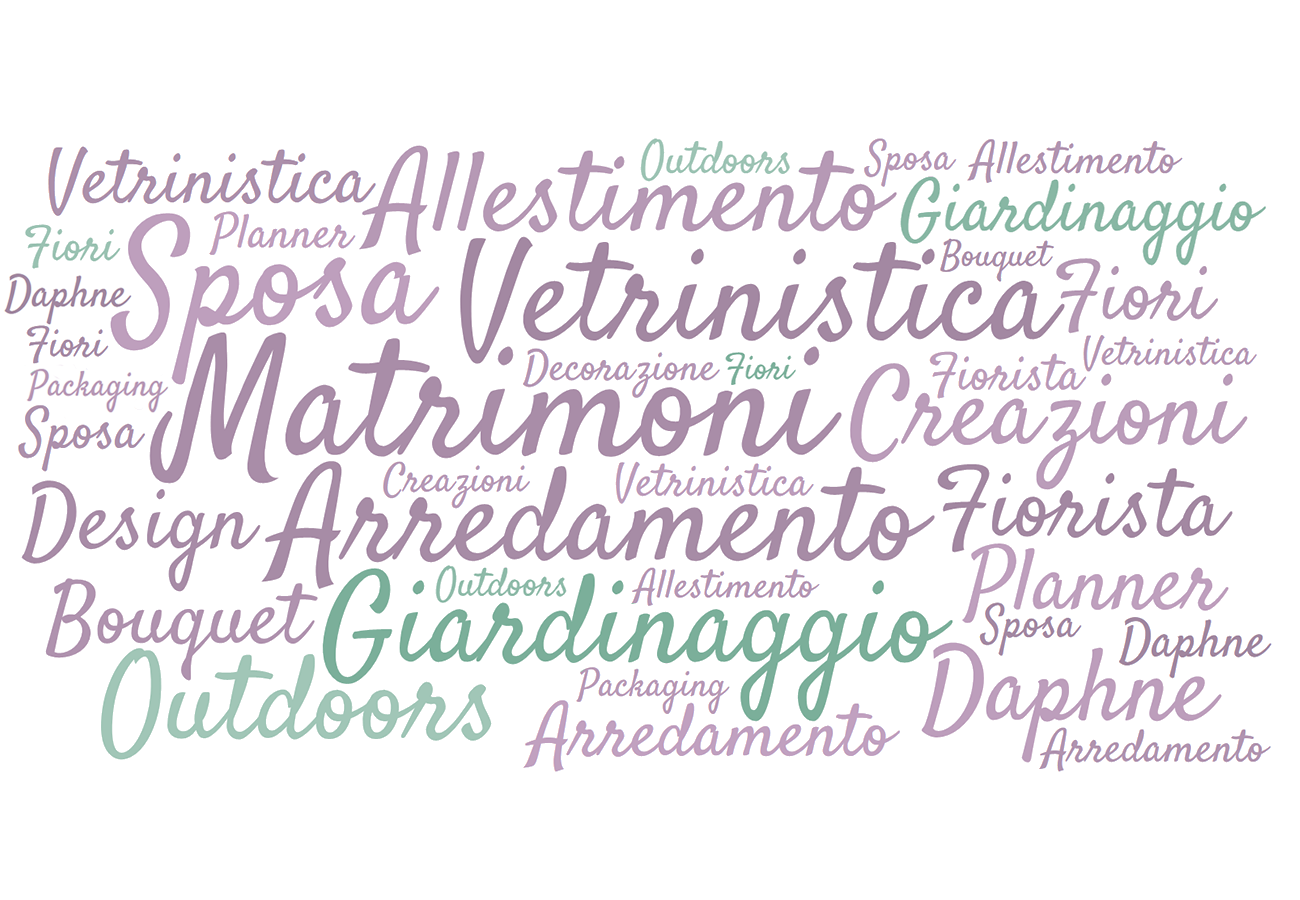 Vetrinistica
Allestimento
Outdoors
Sposa
Allestimento
Giardinaggio
Fiori
Planner
Sposa
Vetrinistica
Bouquet
Fiori
Daphne
Fiori
Packaging
Sposa
Matrimoni
Decorazione
Fiori
Creazioni
Fiorista
Vetrinistica
Design
Creazioni
Vetrinistica
Arredamento
Fiorista
Bouquet
Outdoors
Allestimento
Giardinaggio
Planner
Sposa
Daphne
Outdoors
Packaging
Arredamento
Daphne
Arredamento